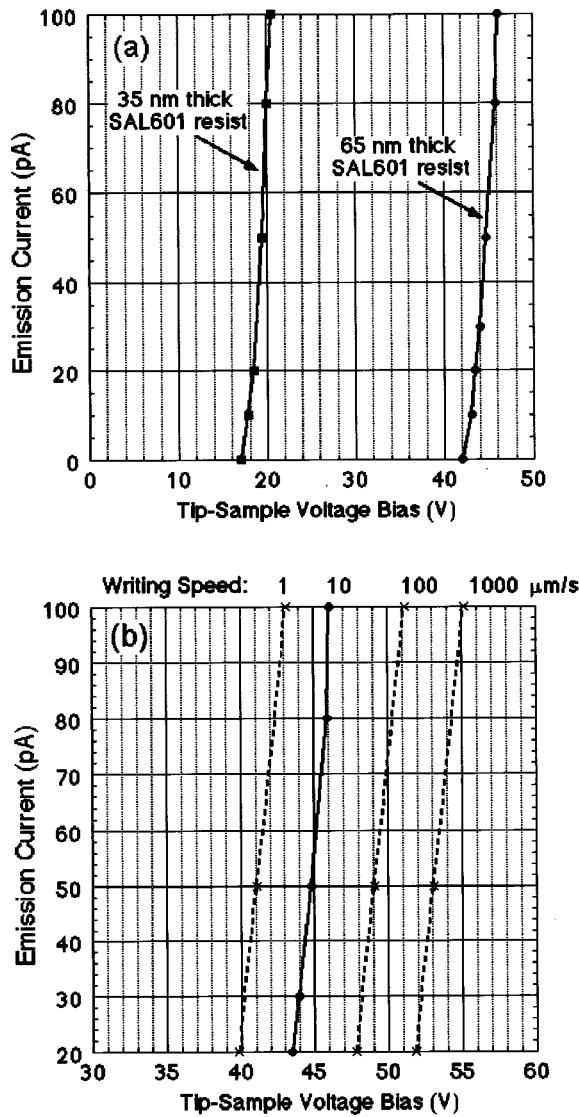 (a)
100
80
60
40
20
0
Emission Current (pA)
35 nm thick
SAL601 resist
65 nm thick
SAL601 resist
0 10 20 30 40 50
Tip-Sample Voltage Bias (V)
Writing Speed: 1 10 100 1000 µm/s
(b)
100
90
80
70
60
50
40
30
20
Emission Current (pA)
30 35 40 45 50 55 60
Tip-Sample Voltage Bias (V)